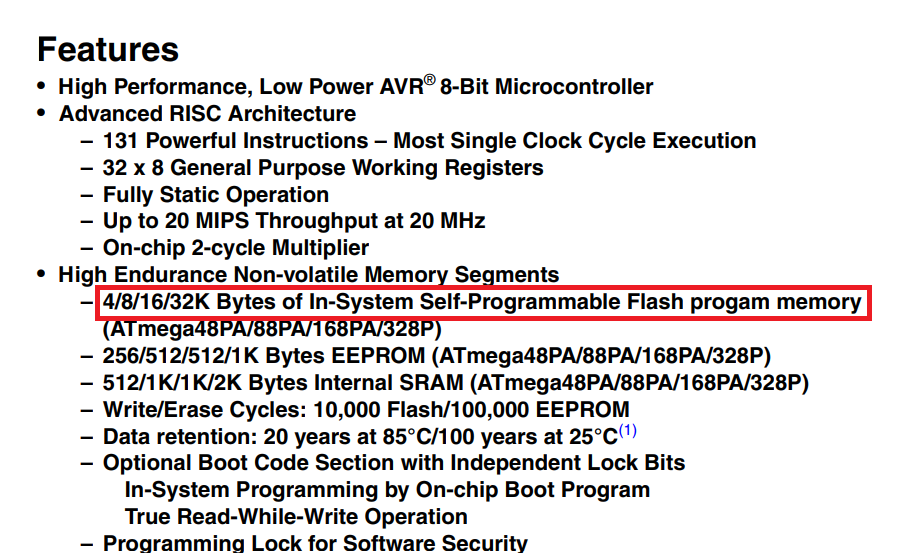 Features
• High Performance, Low Power AVR® 8-Bit Microcontroller
• Advanced RISC Architecture
– 131 Powerful Instructions – Most Single Clock Cycle Execution
– 32 x 8 General Purpose Working Registers
– Fully Static Operation
– Up to 20 MIPS Throughput at 20 MHz
– On-chip 2-cycle Multiplier
• High Endurance Non-volatile Memory Segments
– 4/8/16/32K Bytes of In-System Self-Programmable Flash progam memory
(ATmega48PA/88PA/168PA/328P)
– 256/512/512/1K Bytes EEPROM (ATmega48PA/88PA/168PA/328P)
– 512/1K/1K/2K Bytes Internal SRAM (ATmega48PA/88PA/168PA/328P)
– Write/Erase Cycles: 10,000 Flash/100,000 EEPROM
– Data retention: 20 years at 85°C/100 years at 25°C(1)
– Optional Boot Code Section with Independent Lock Bits
In-System Programming by On-chip Boot Program
True Read-While-Write Operation
– Programming Lock for Software Security